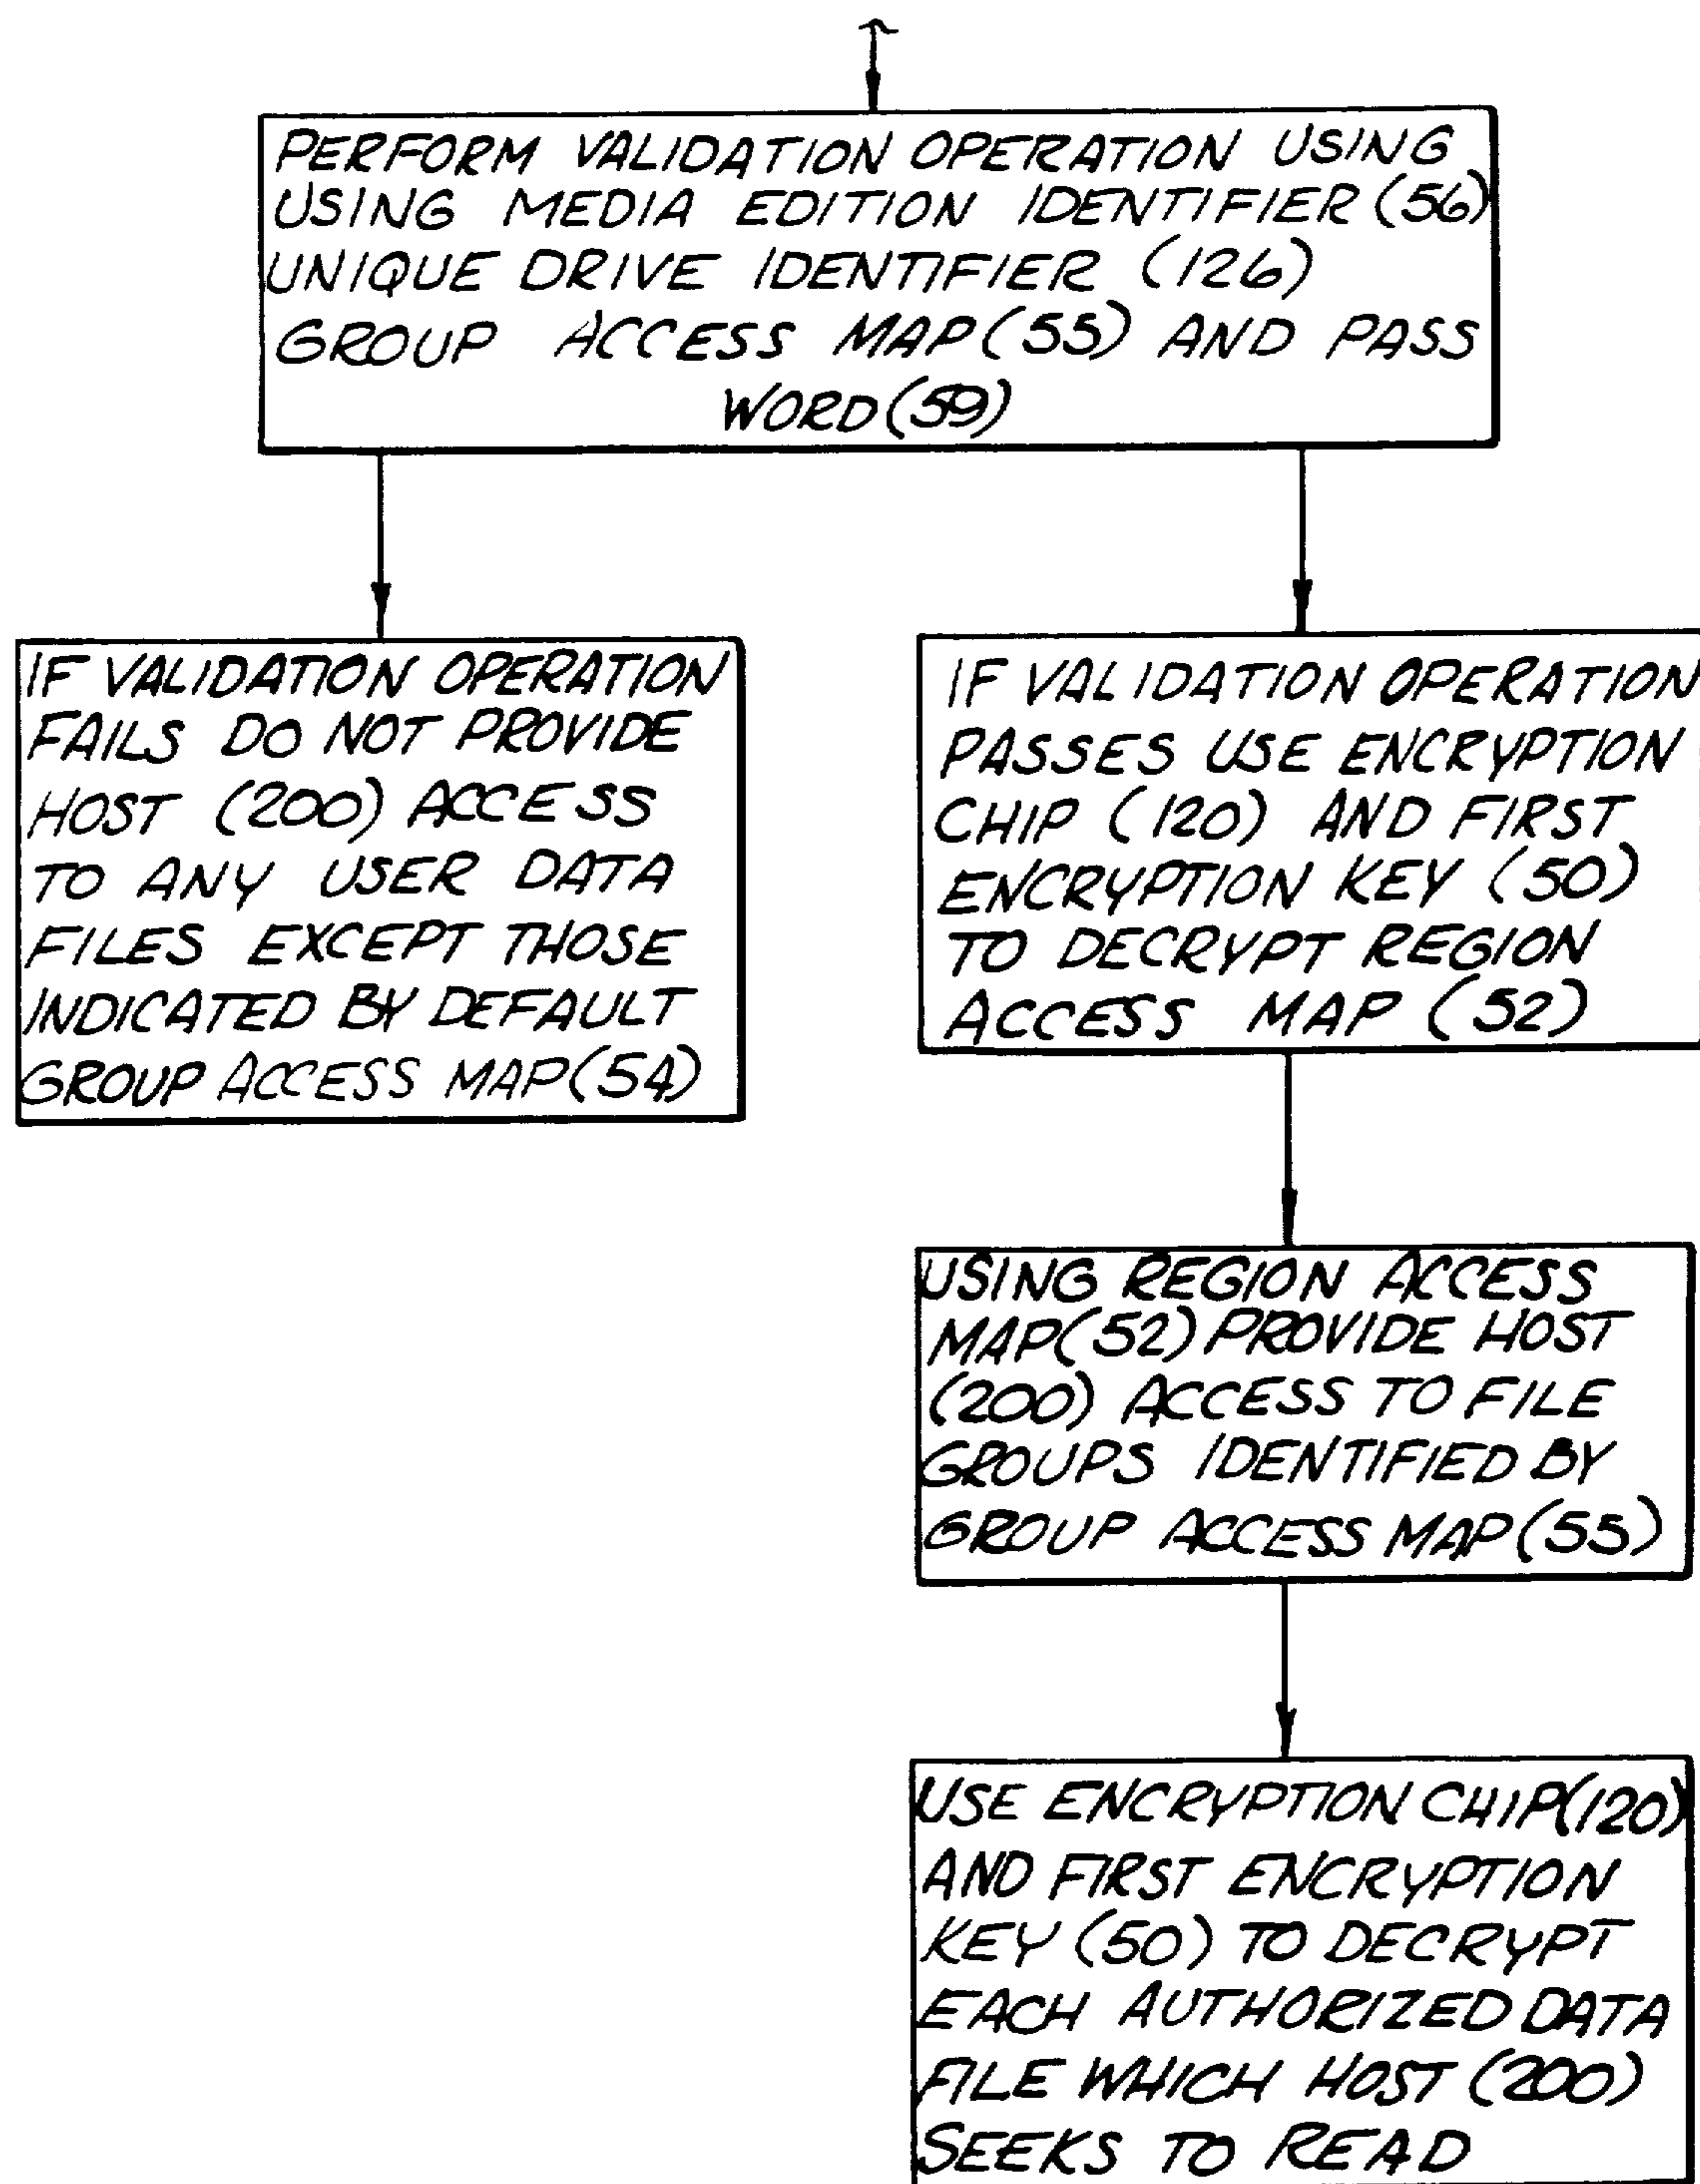 PERFORM VALIDATION OPERATION USING
USING MEDIA EDITION IDENTIFIER (56)
UNIQUE DRIVE IDENTIFIER (126)
GROUP ACCESS MAP (55) AND PASS
WORD (59)
IF VALIDATION OPERATION
FAILS DO NOT PROVIDE
HOST (200) ACCESS
TO ANY USER DATA
FILES EXCEPT THOSE
INDICATED BY DEFAULT
GROUP ACCESS MAP (54)
IF VALIDATION OPERATION
PASSES USE ENCRYPTION
CHIP (120) AND FIRST
ENCRYPTION KEY (50)
TO DECRYPT REGION
ACCESS MAP (52)
USING REGION ACCESS
MAP (52) PROVIDE HOST
(200) ACCESS TO FILE
GROUPS IDENTIFIED BY
GROUP ACCESS MAP (55)
USE ENCRYPTION CHIP (120)
AND FIRST ENCRYPTION
KEY (50) TO DECRYPT
EACH AUTHORIZED DATA
FILE WHICH HOST (200)
SEEKS TO READ